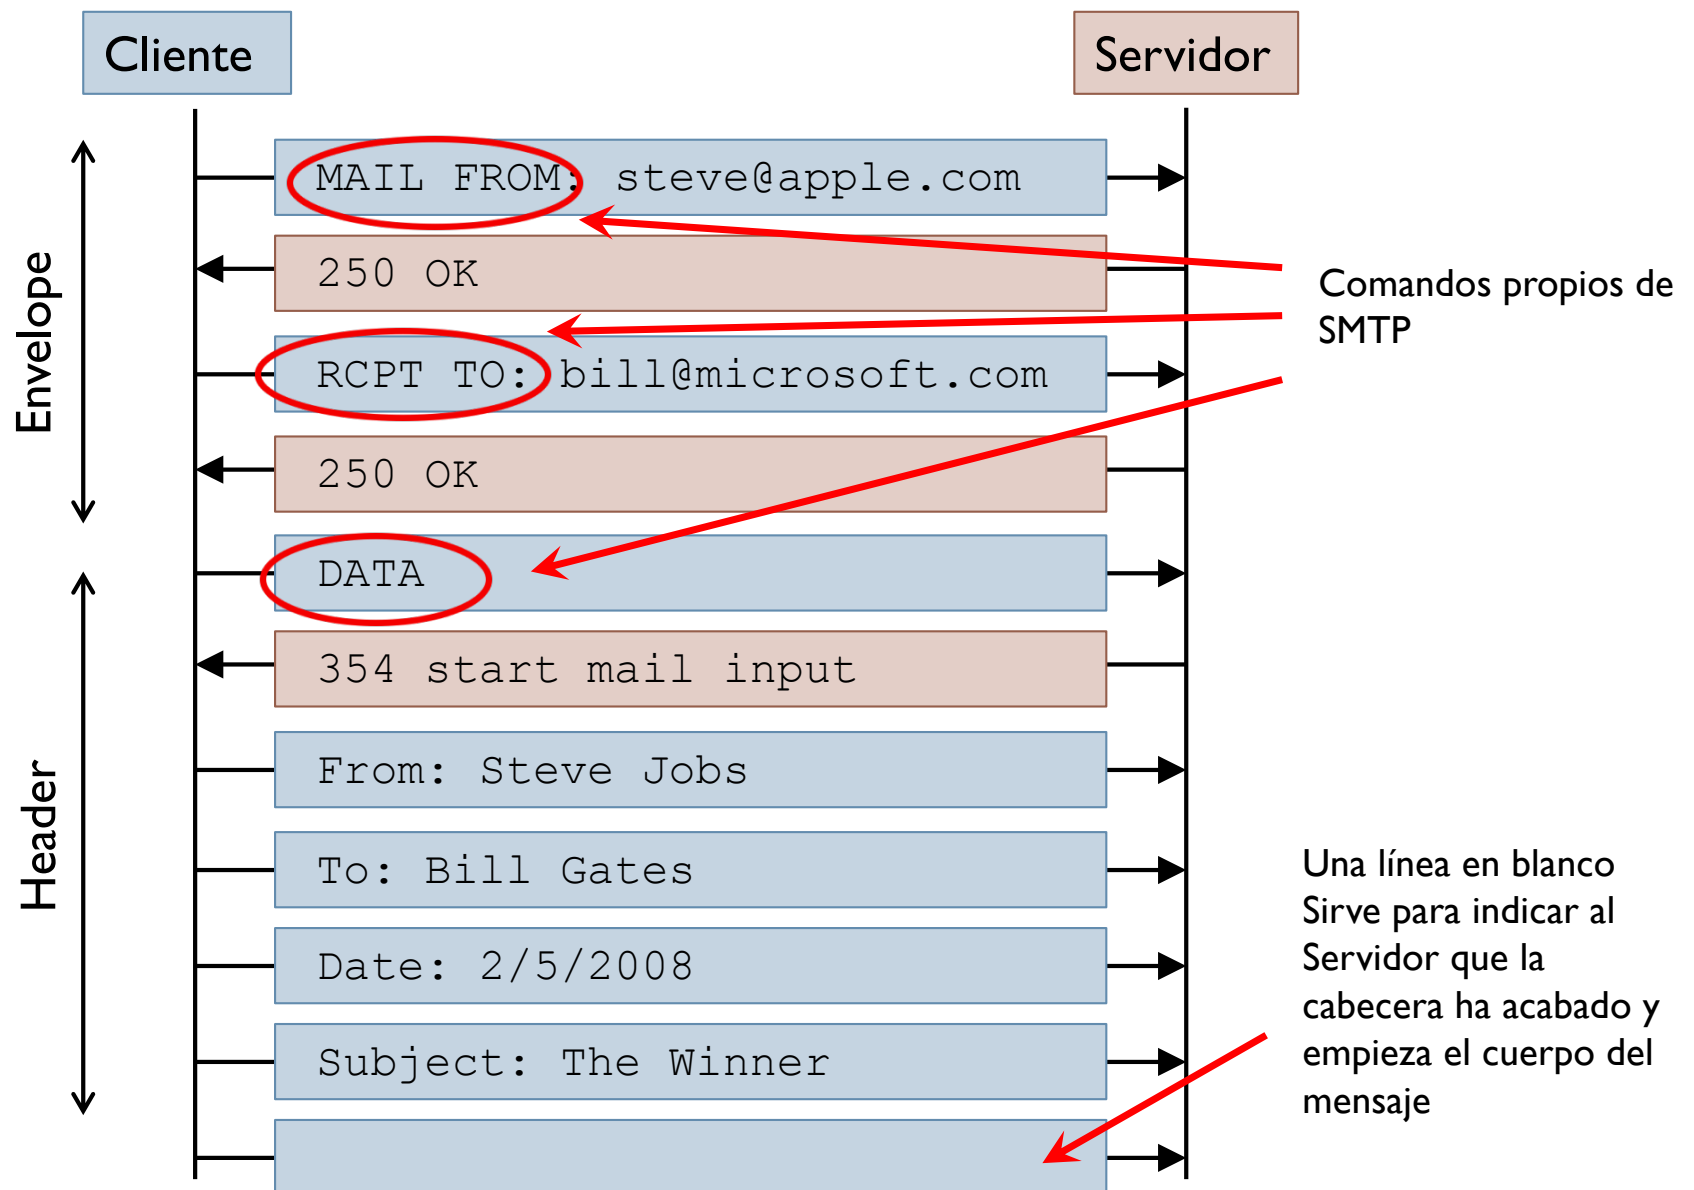 Cliente
Servidor
Envelope
MAIL FROM: steve@apple.com
250 OK
RCPT TO: bill@microsoft.com
250 OK
Comandos propios de
SMTP
Header
DATA
354 start mail input
From: Steve Jobs
To: Bill Gates
Date: 2/5/2008
Subject: The Winner
Una línea en blanco
Sirve para indicar al
Servidor que la
cabecera ha acabado y
empieza el cuerpo del
mensaje